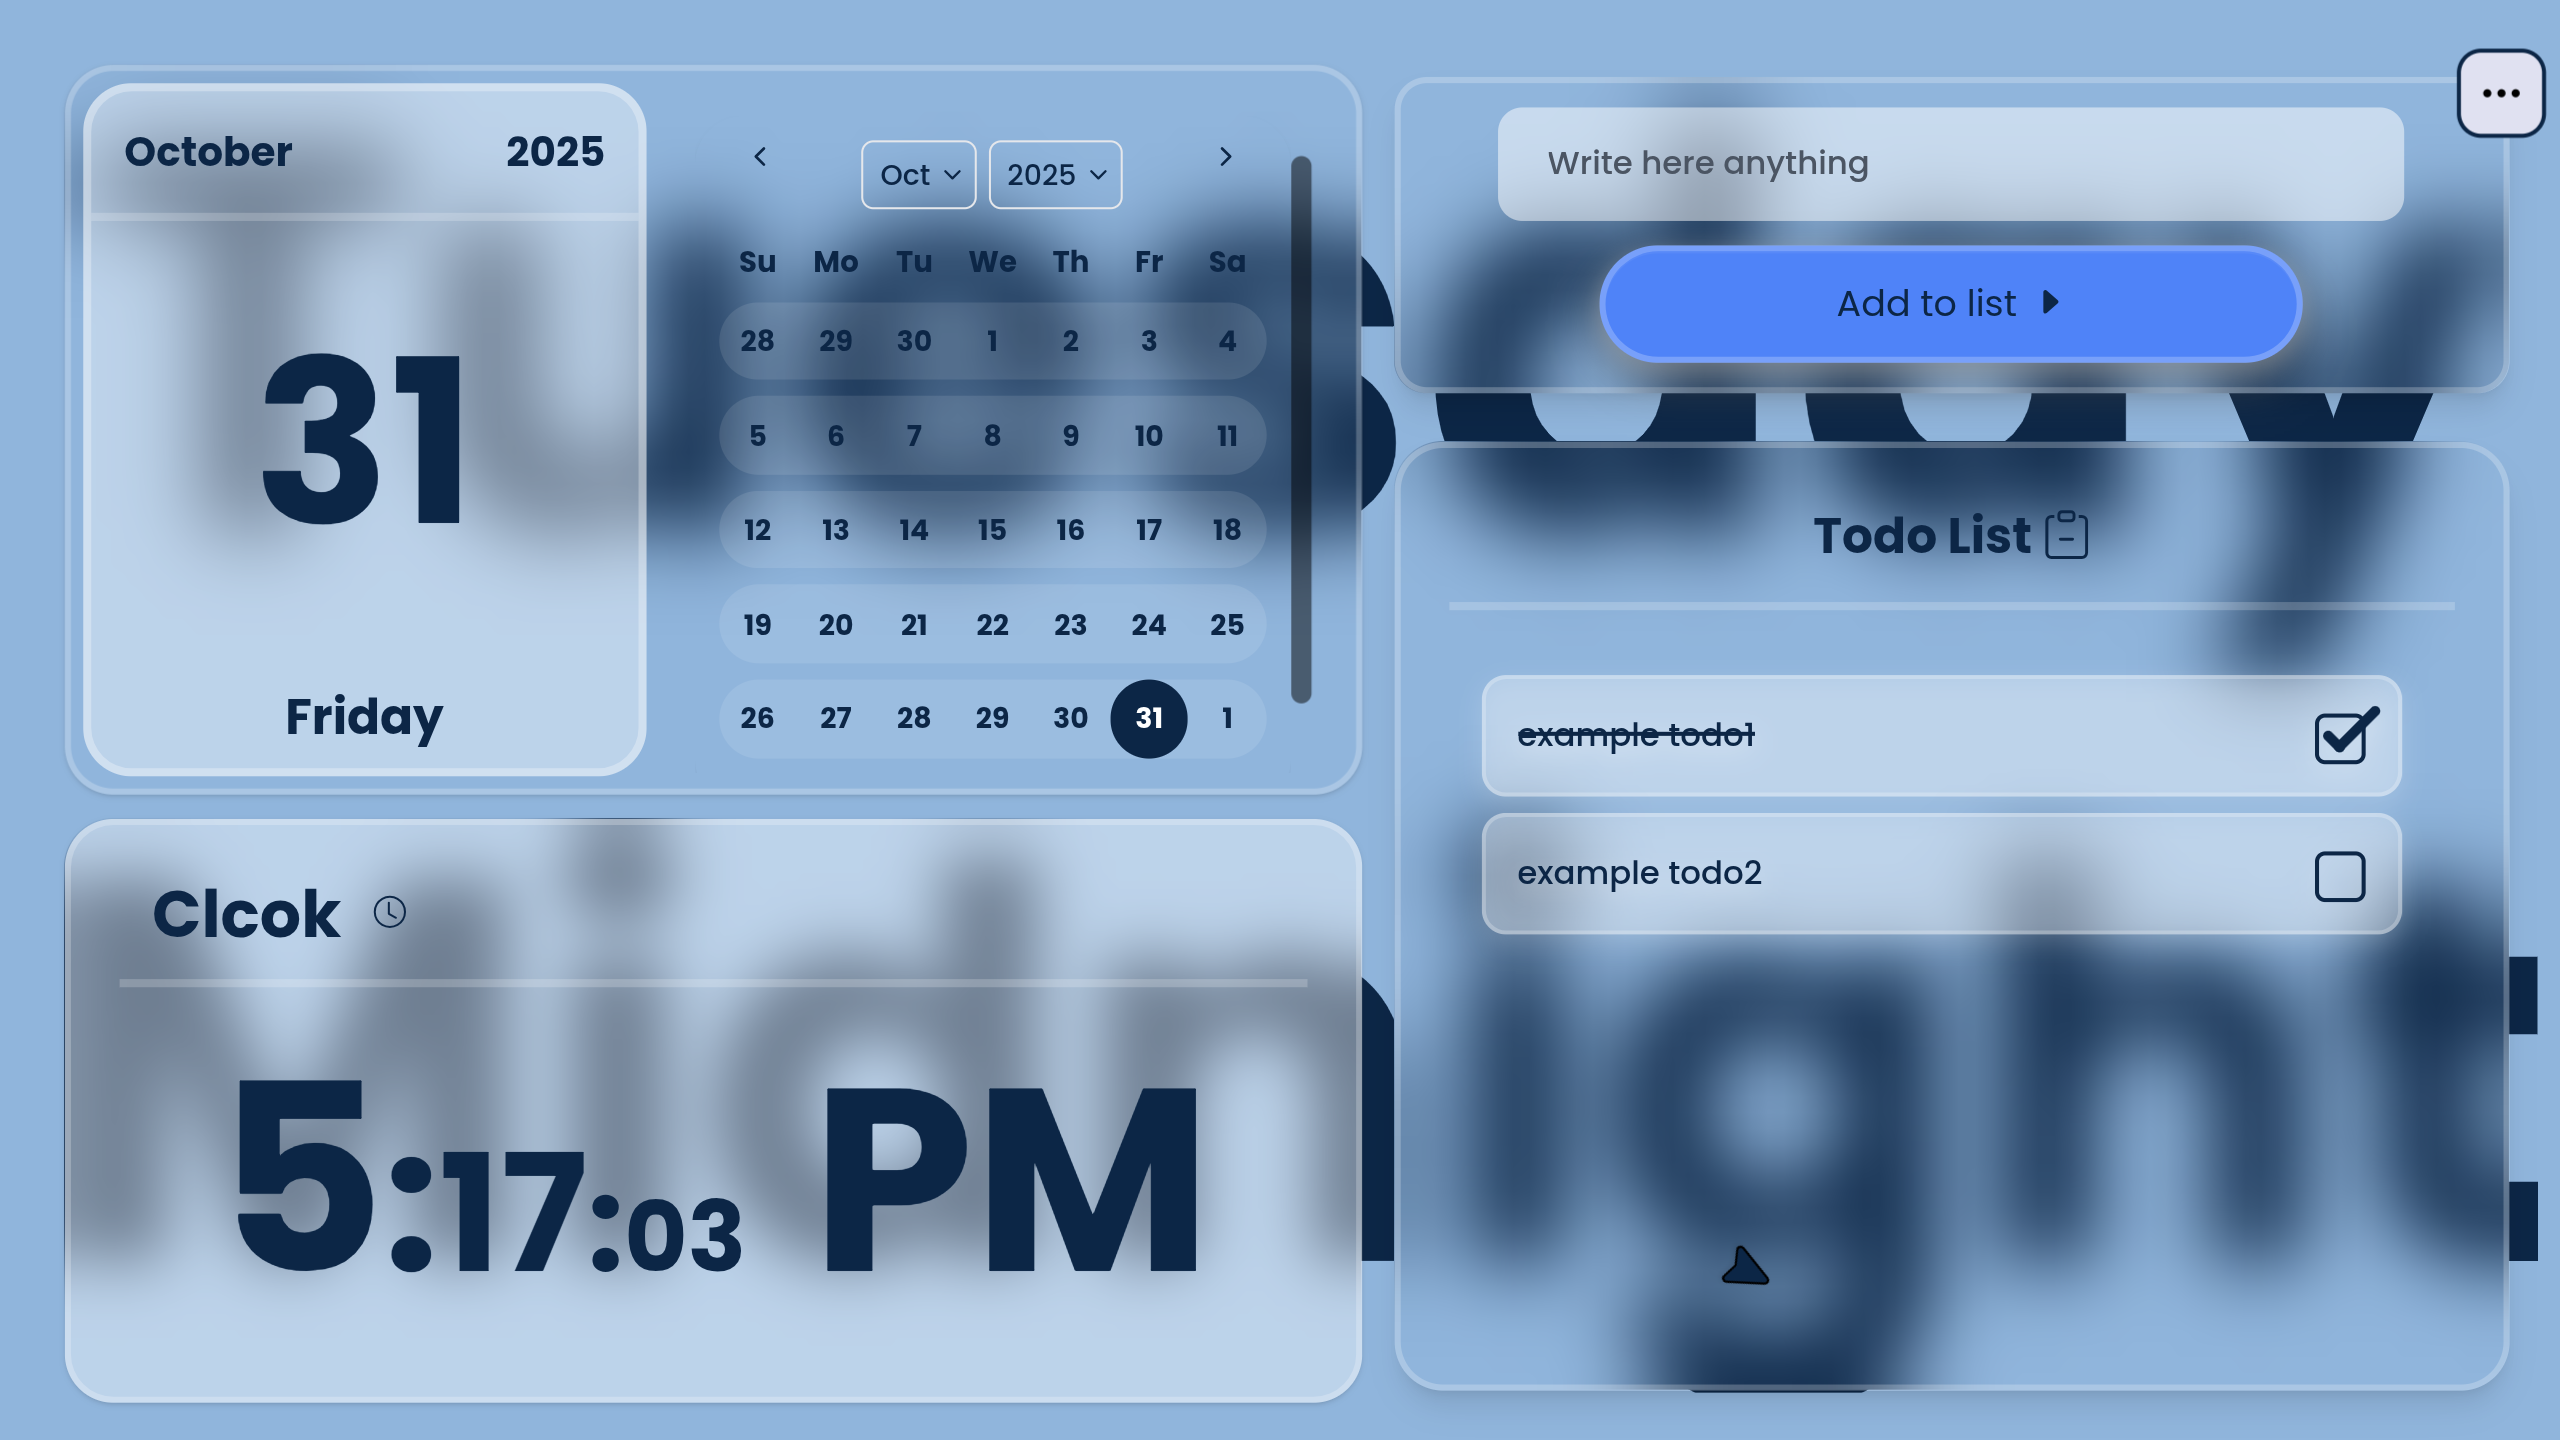 October 2025
31
Friday
Oct 2025
Su Mo Tu We Th Fr Sa
28 29 30 1 2 3 4
5 6 7 8 9 10 11
12 13 14 15 16 17 18
19 20 21 22 23 24 25
26 27 28 29 30 31 1
Clcok
5:17:03 PM
Write here anything
Add to list
Todo List
example todo1
example todo2
Tuesday
Midnight